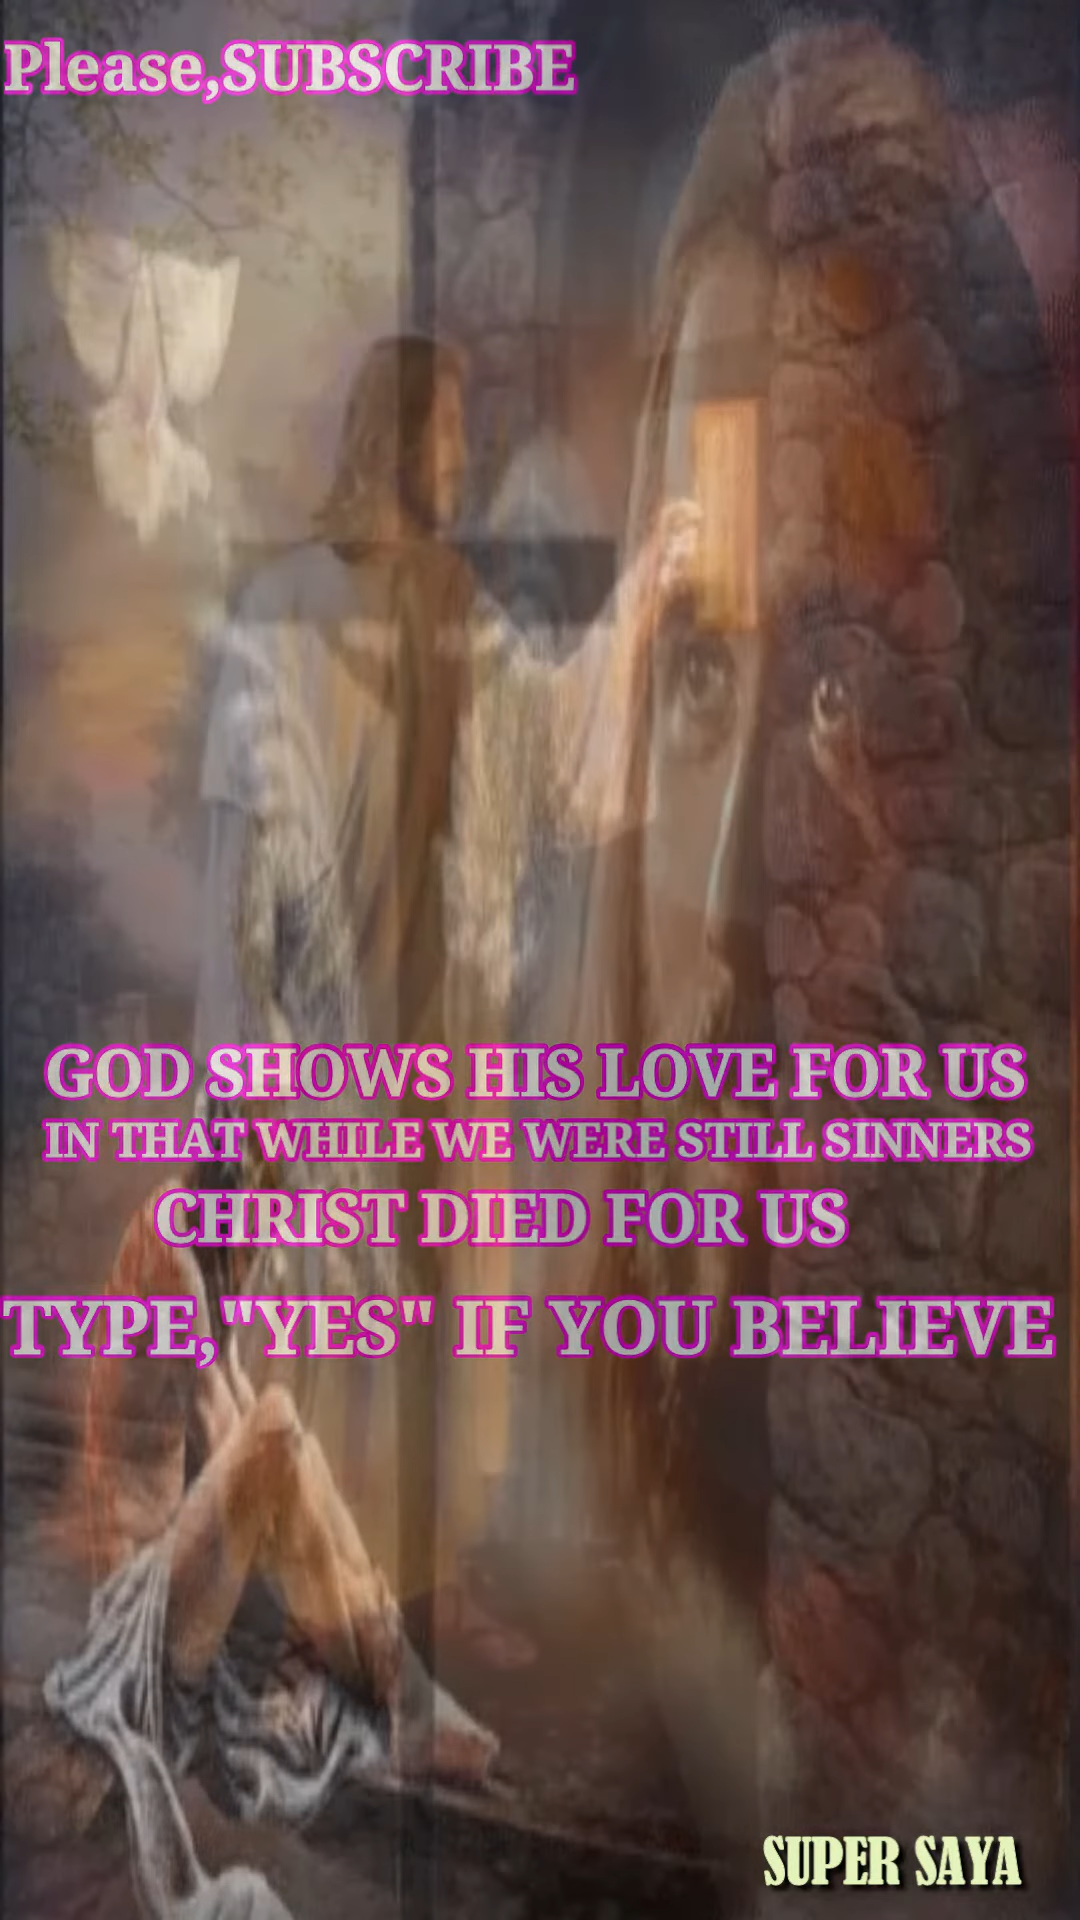 Please,SUBSCRIBE
GOD SHOWS HIS LOVE FOR US
IN THAT WHILE WE WERE STILL SINNERS
CHRIST DIED FOR US
TYPE,"YES" IF YOU BELIEVE
SUPER SAYA